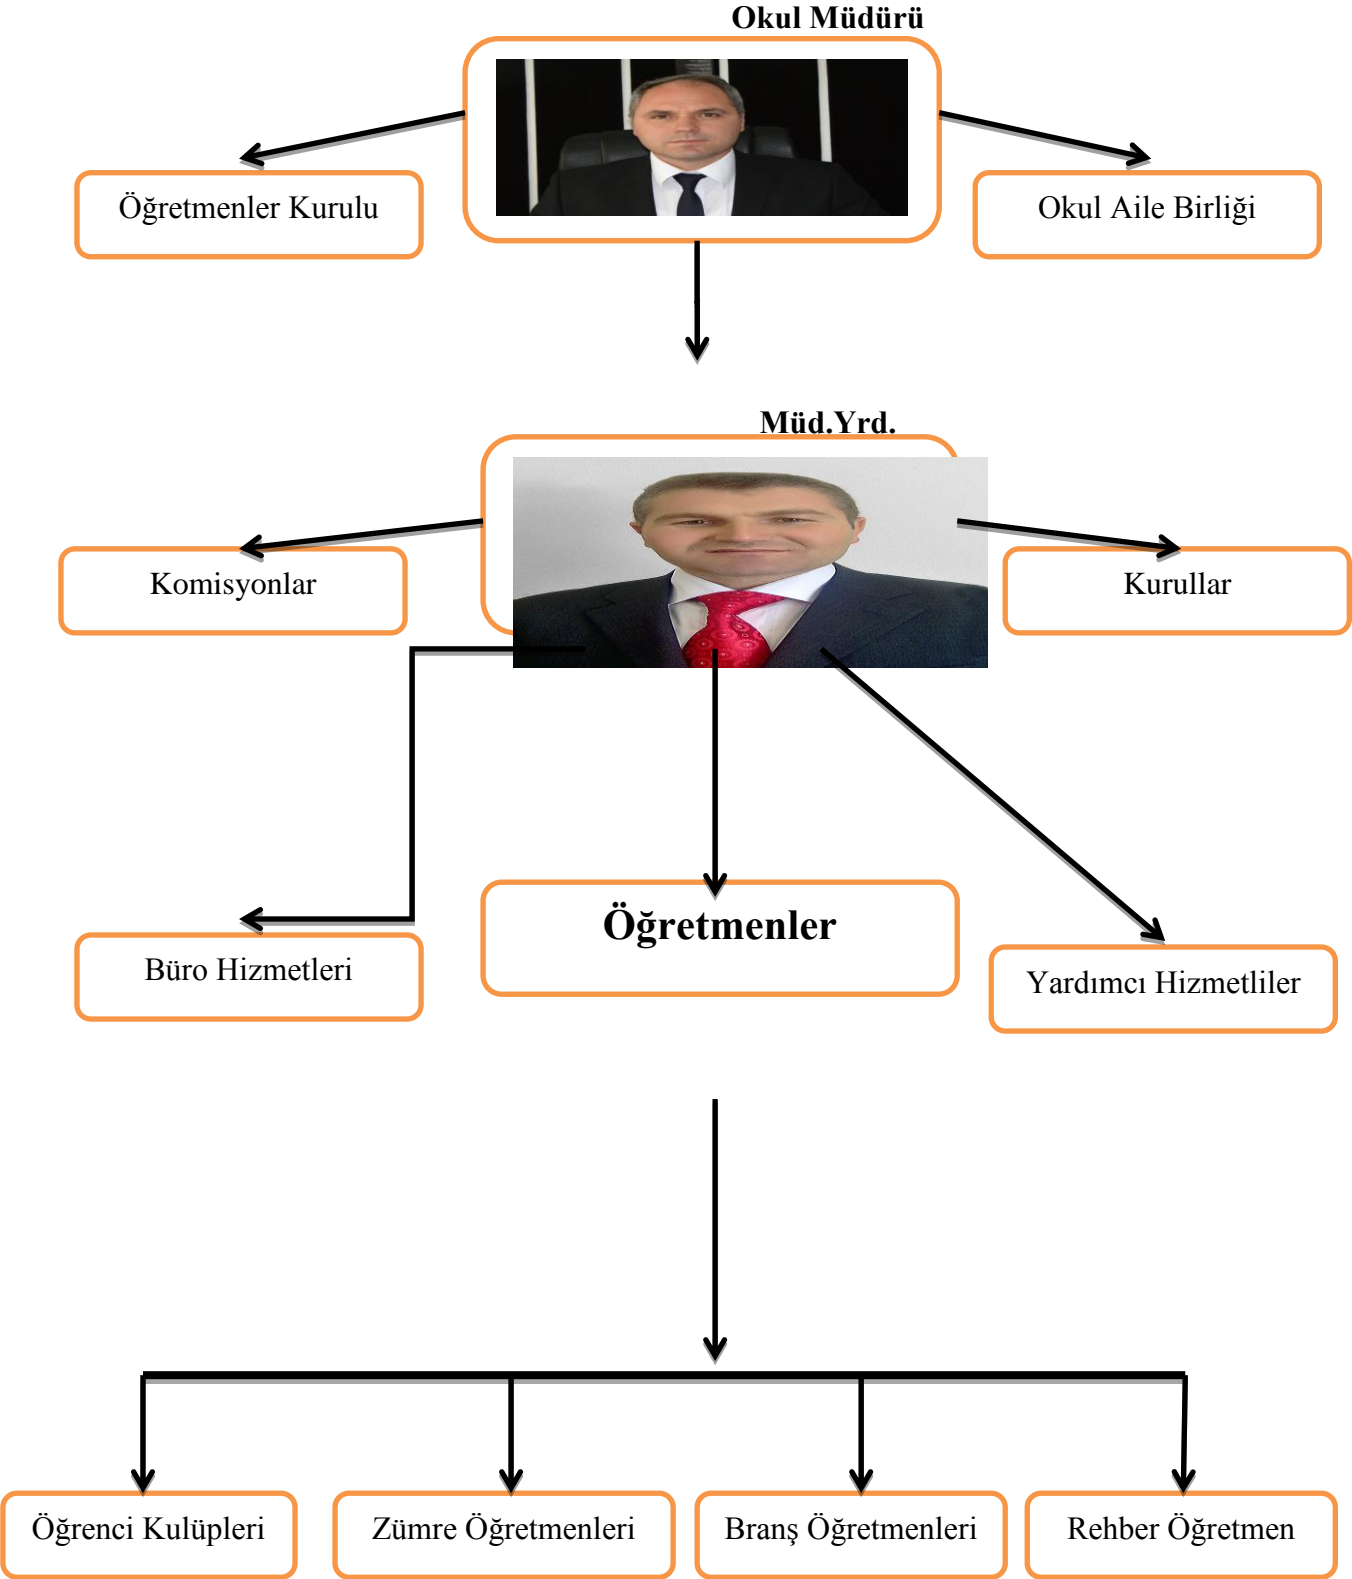 Okul Müdürü
Öğretmenler Kurulu
Okul Aile Birliği
Müd.Yrd.
Komisyonlar
Kurullar
Öğretmenler
Büro Hizmetleri
Yardımcı Hizmetliler
Öğrenci Kulüpleri
Zümre Öğretmenleri
Branş Öğretmenleri
Rehber Öğretmen